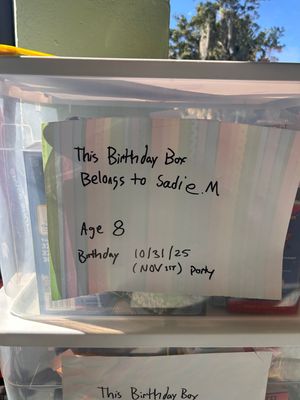 This Birthday Box
Belongs to Sadie.M
Age 8
Birthday 10/31/25
(NOV 1ST) Party
This Birthday Box